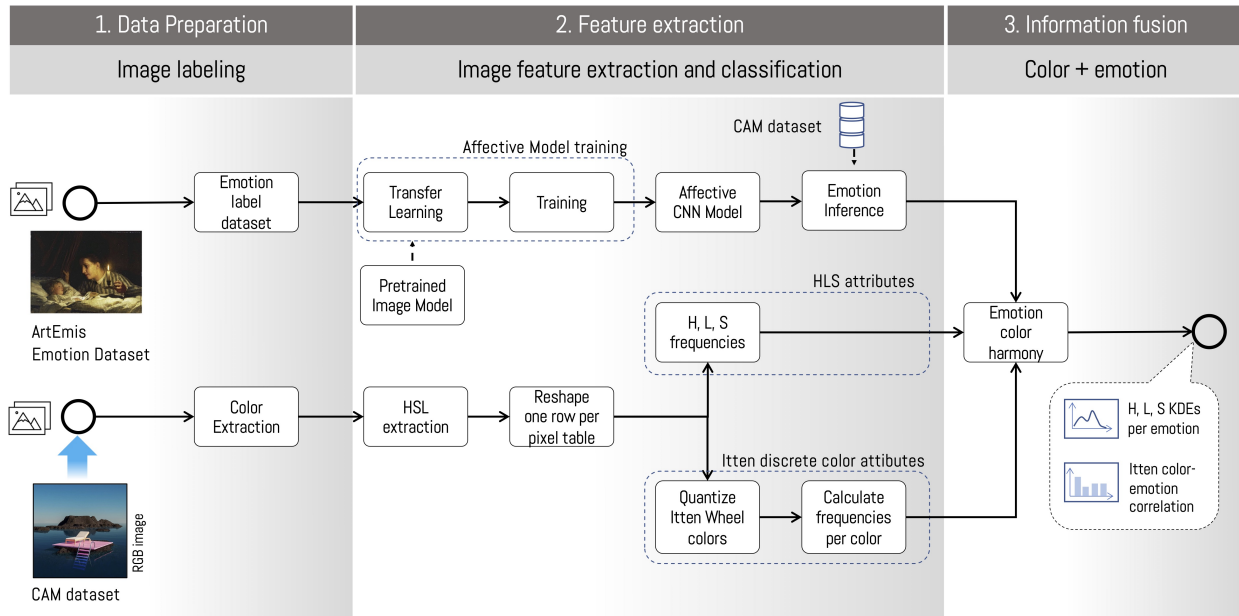 1. Data Preparation
2. Feature extraction
3. Information fusion
Image labeling
Image feature extraction and classification
Color + emotion
CAM dataset
Affective Model training
Emotion
label
dataset
Transfer
Learning
Training
Affective
CNN Model
Emotion
Inference
Pretrained
Image Model
ArtEmis
Emotion Dataset
HLS attributes
H, L, S
frequencies
Emotion
color
harmony
Color
Extraction
HSL
extraction
Reshape
one row per
pixel table
H, L, S KDEs
per emotion
Itten color-
emotion
correlation
Itten discrete color attibutes
Quantize
Itten Wheel
colors
Calculate
frequencies
per color
RGB image
CAM dataset